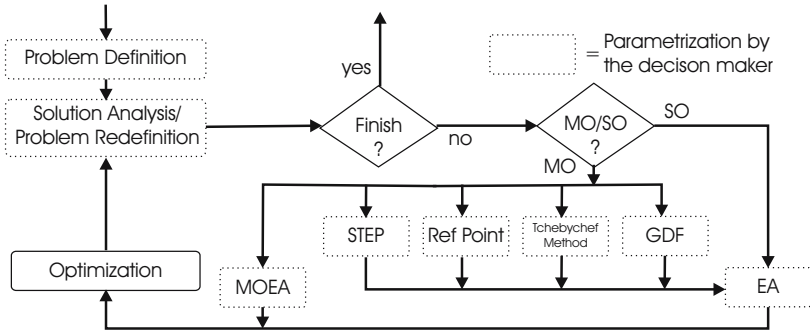 Problem Definition
Solution Analysis/
Problem Redefinition
yes
Finish
?
no
= Parametrization by
the decison maker
MO/SO
?
SO
MO
STEP
Ref Point
Tchebychef
Method
GDF
Optimization
MOEA
EA